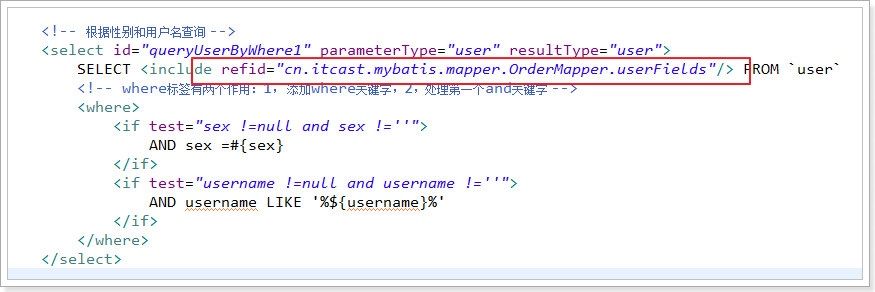 <!-- 根据性别和用户名查询 -->
<select id="queryUserByWhere1" parameterType="user" resultType="user">
SELECT <include refid="cn.itcast.mybatis.mapper.OrderMapper.userFields"/> FROM `user`
<!-- where标签有两个作用：1, 添加where关键字，2，处理第一个and关键字 -->
<where>
<if test="sex !=null and sex !=''">
AND sex =#{sex}
</if>
<if test="username !=null and username !=''">
AND username LIKE '%${username}%'
</if>
</where>
</select>